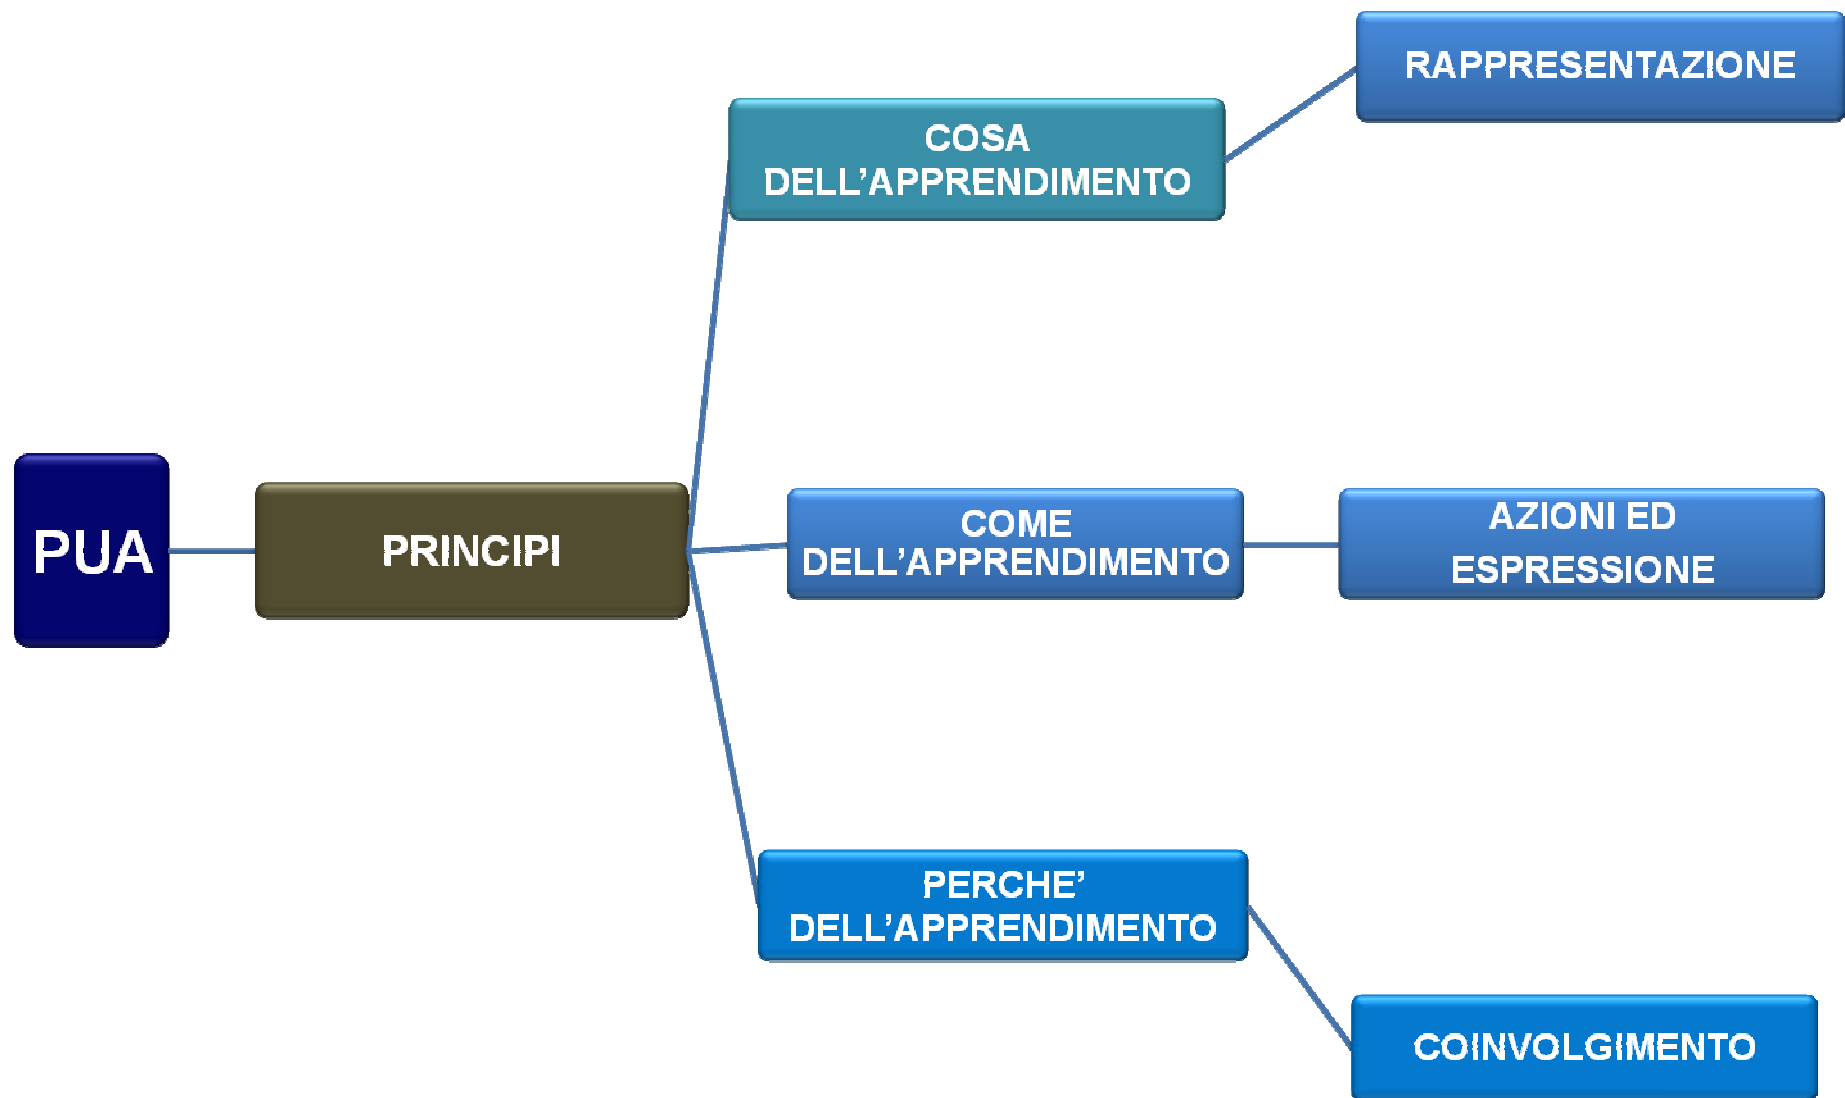 PUA
PRINCIPI
COSA
DELL’APPRENDIMENTO
RAPPRESENTAZIONE
COME
DELL’APPRENDIMENTO
AZIONI ED
ESPRESSIONE
PERCHE’
DELL’APPRENDIMENTO
COINVOLGIMENTO